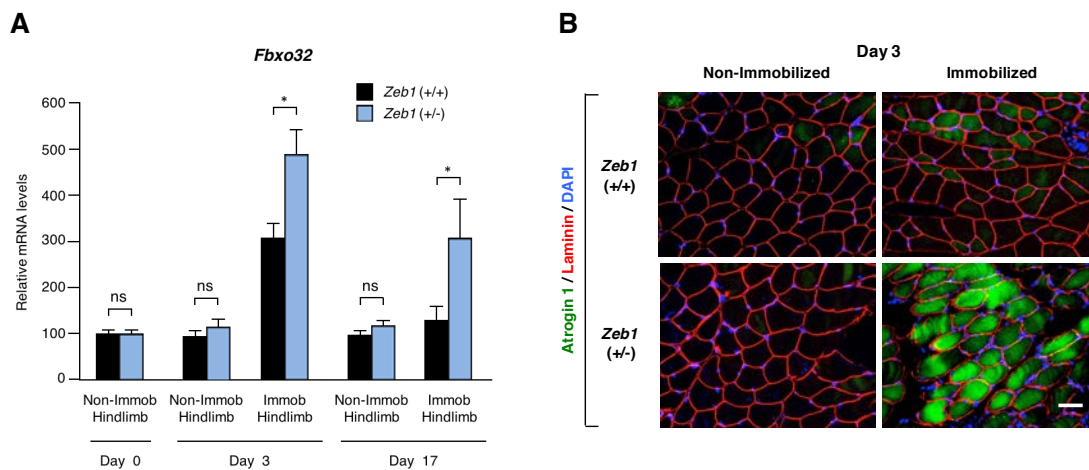 A
Fbxo32
Zeb1 (+/+)
Zeb1 (+/-)
Relative mRNA levels
600
500
400
300
200
100
0
ns
ns
*
ns
*
Non-Immob
Hindlimb
Non-Immob
Hindlimb
Immob
Hindlimb
Non-Immob
Hindlimb
Immob
Hindlimb
Day 0
Day 3
Day 17
B
Day 3
Non-Immobilized
Immobilized
Atrogin 1 / Laminin / DAPI
Zeb1
(+/+)
Zeb1
(+/-)